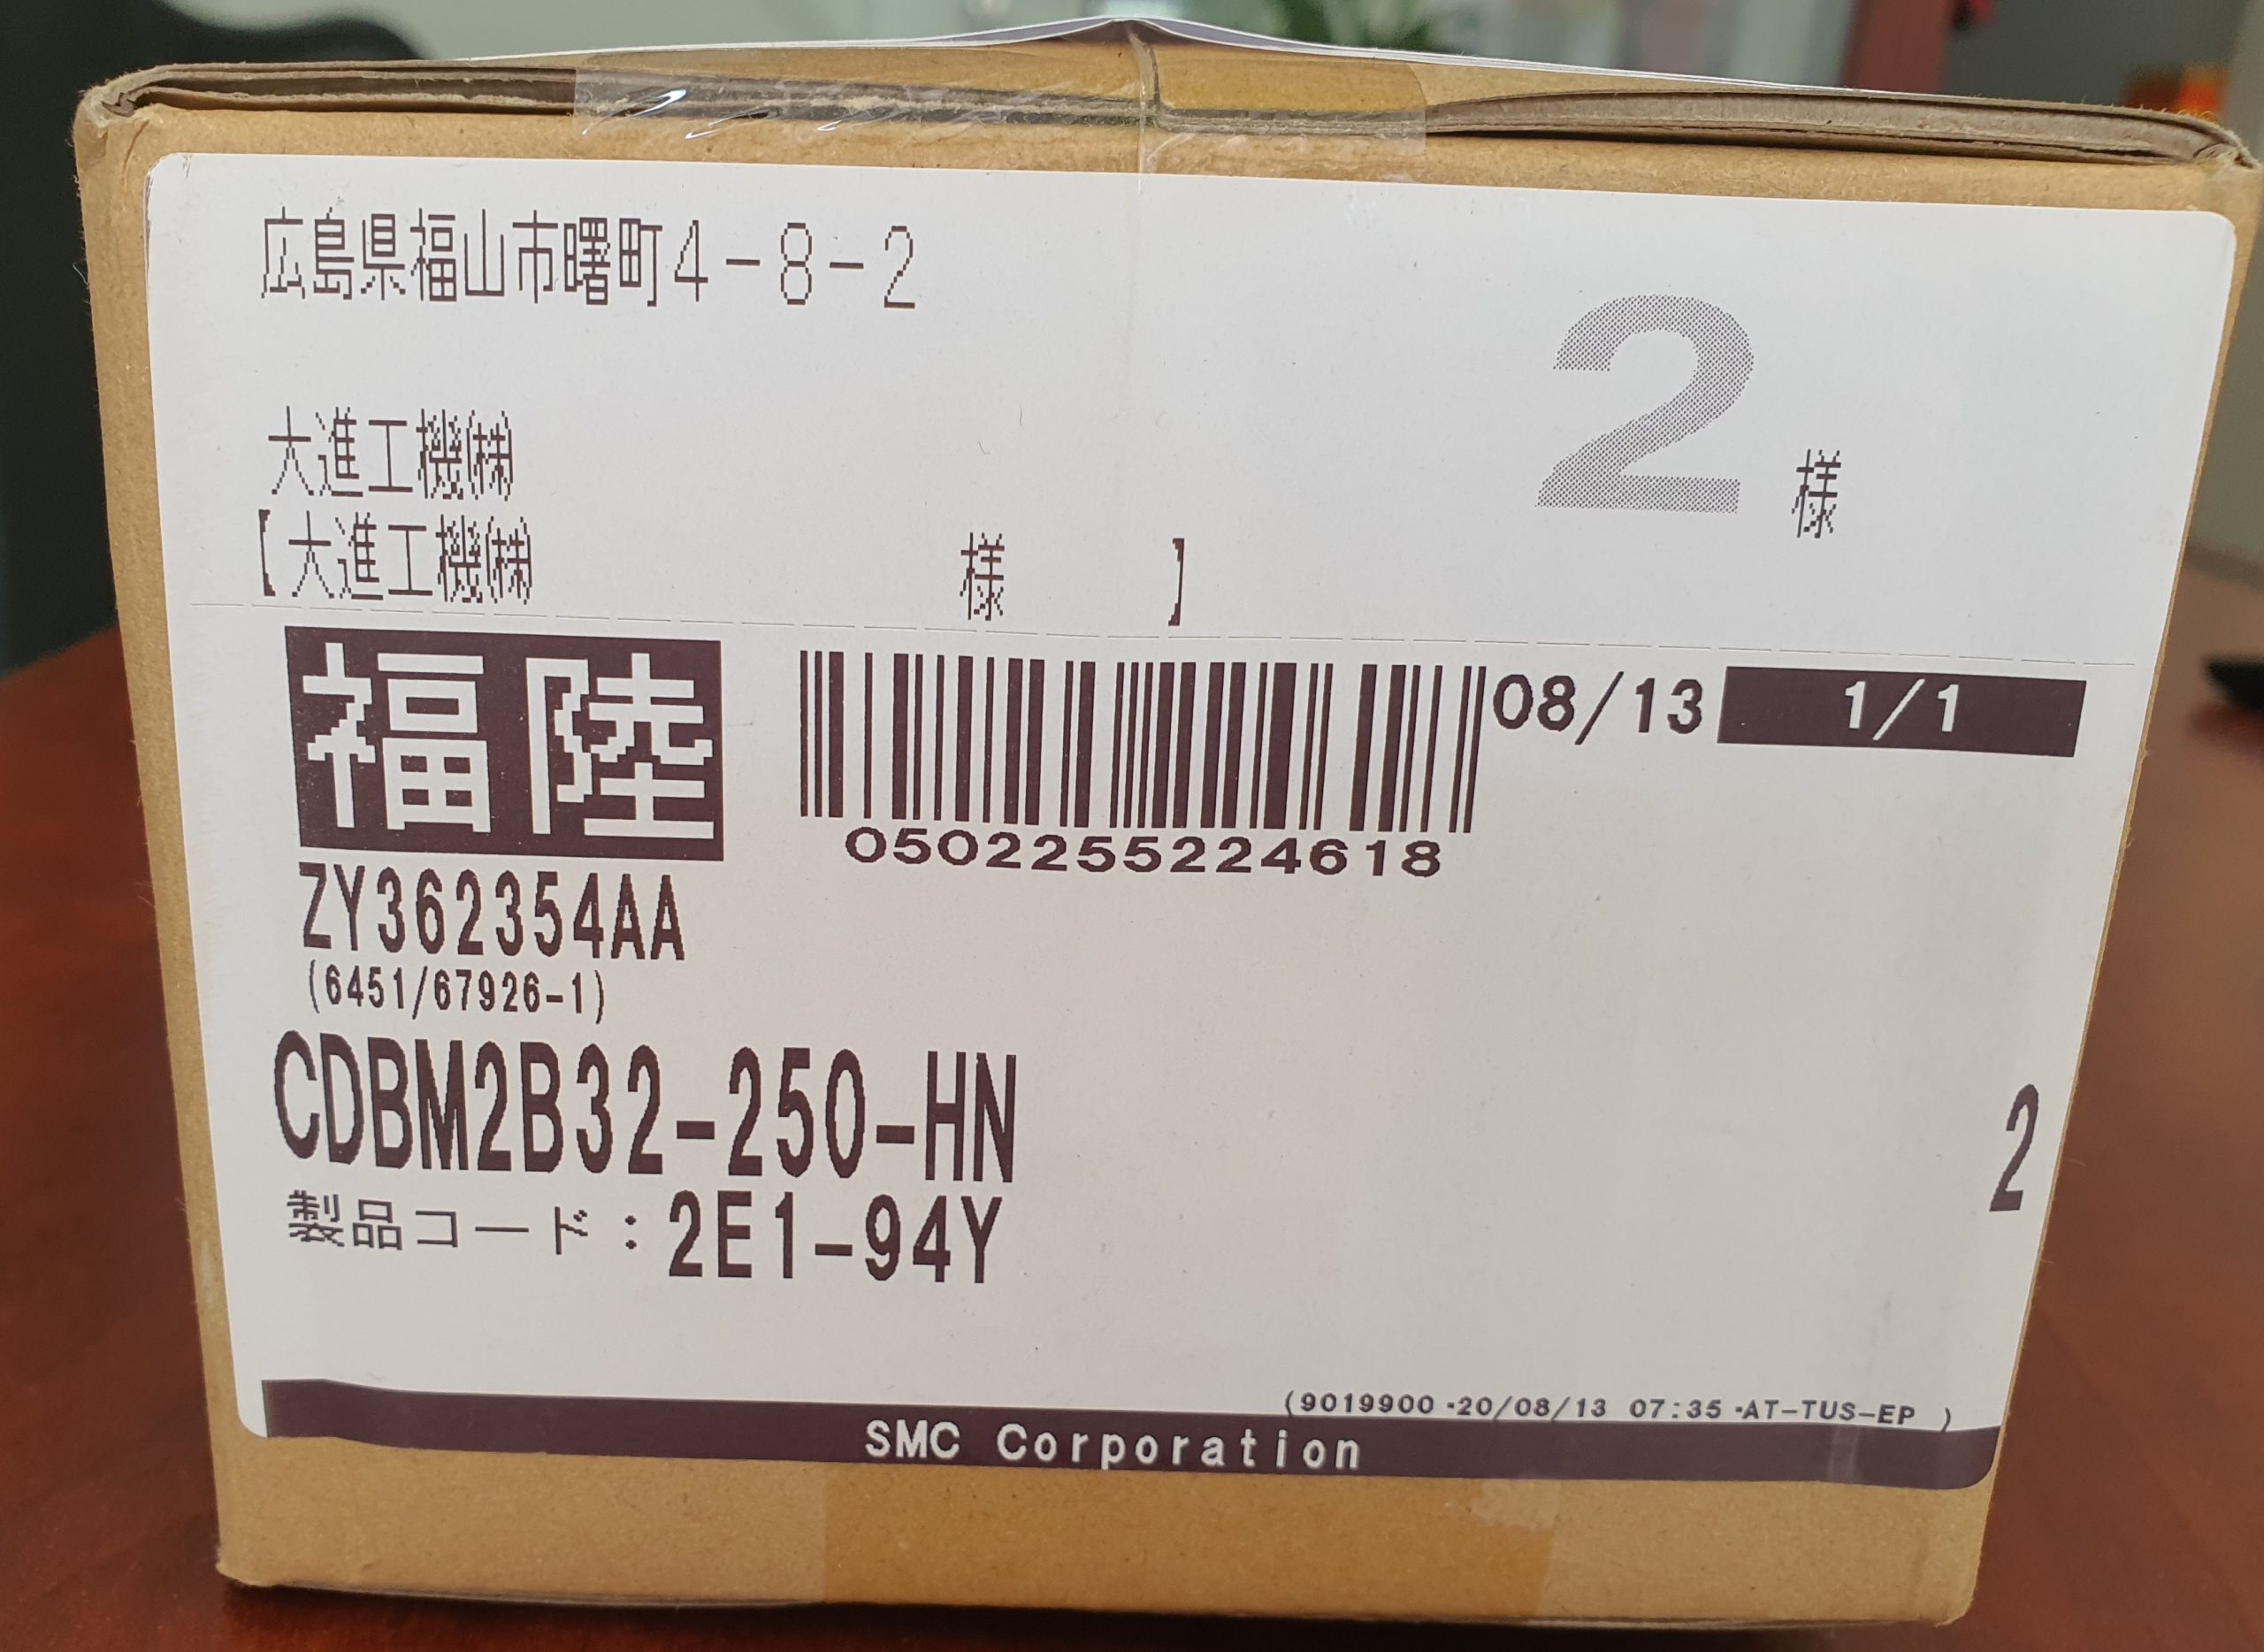 広島県福山市曙町4-8-2
2 様
大進工機㈱
【大進工機㈱ 様 】
福陸
08/13 1/1
0502255224618
ZY362354AA
(6451/67926-1)
CDBM2B32-250-HN 2
製品コード:2E1-94Y
(9019900・20/08/13 07:35・AT-TUS-EP )
SMC Corporation